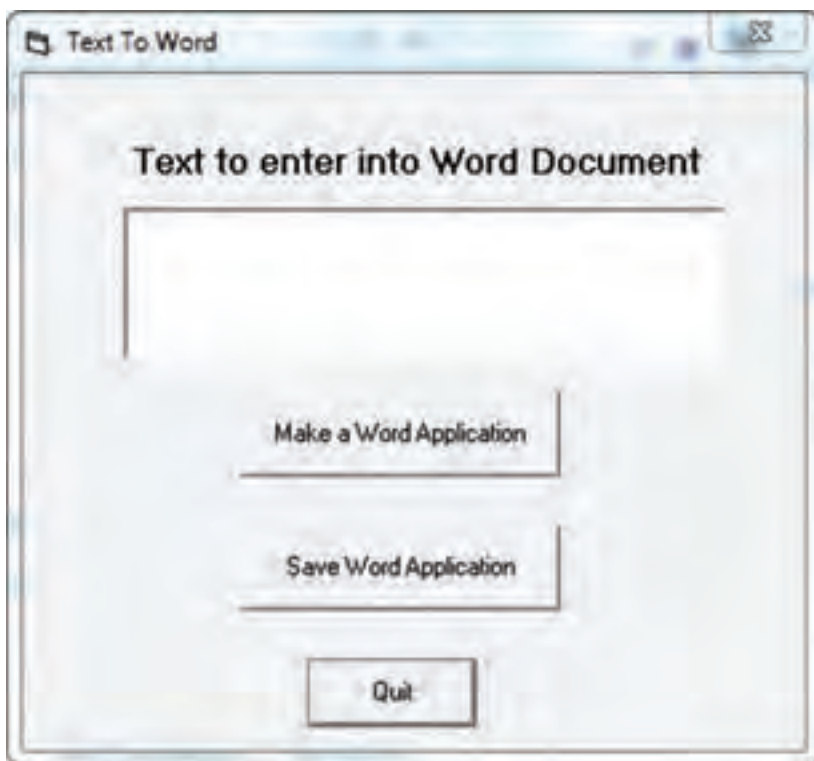 Text To Word
Text to enter into Word Document
Make a Word Application
Save Word Application
Quit